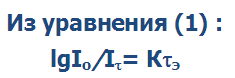 Из уравнения (1) :
lgIₒ/Iτ= Kτэ